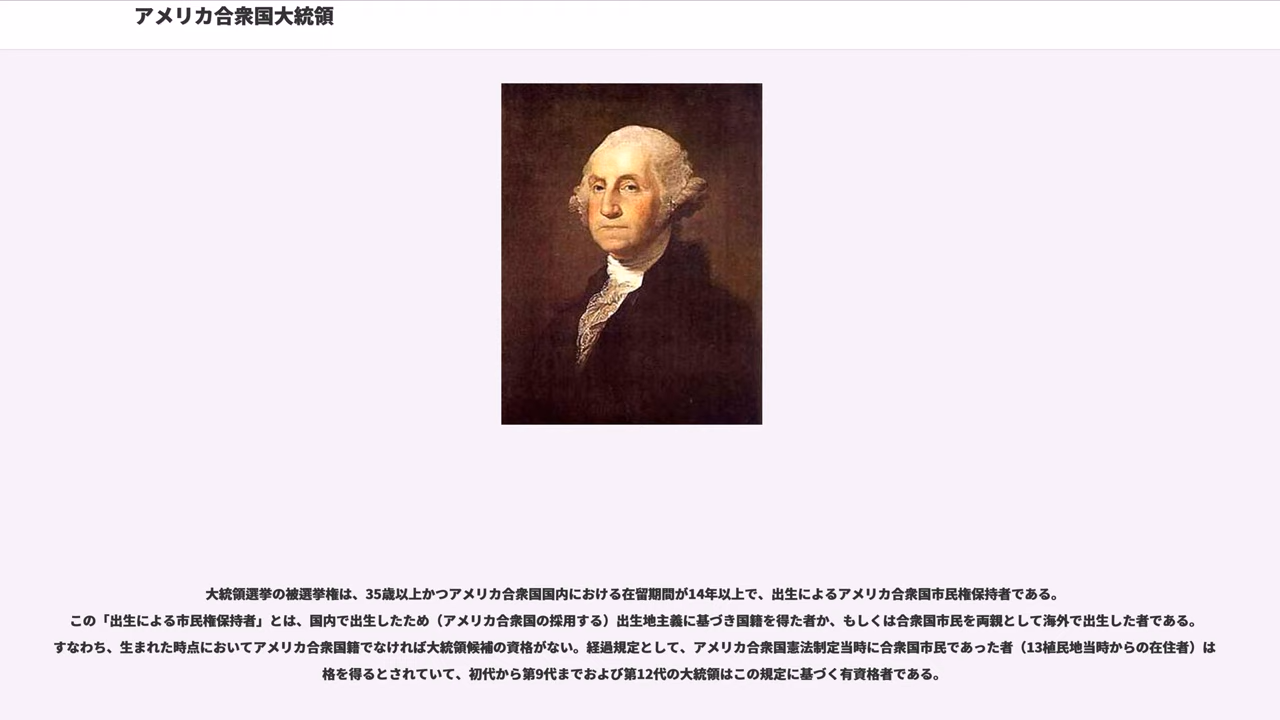 アメリカ合衆国大統領
大統領選挙の被選挙権は、35歳以上かつアメリカ合衆国国内における在留期間が14年以上で、出生によるアメリカ合衆国市民権保持者である。
この「出生による市民権保持者」とは、国内で出生したため（アメリカ合衆国の採用する）出生地主義に基づき国籍を得た者か、もしくは合衆国市民を両親として海外で出生した者である。
すなわち、生まれた時点においてアメリカ合衆国籍でなければ大統領候補の資格がない。経過規定として、アメリカ合衆国憲法制定当時に合衆国市民であった者（13植民地当時からの在住者）は
格を得るとされていて、初代から第9代までおよび第12代の大統領はこの規定に基づく有資格者である。